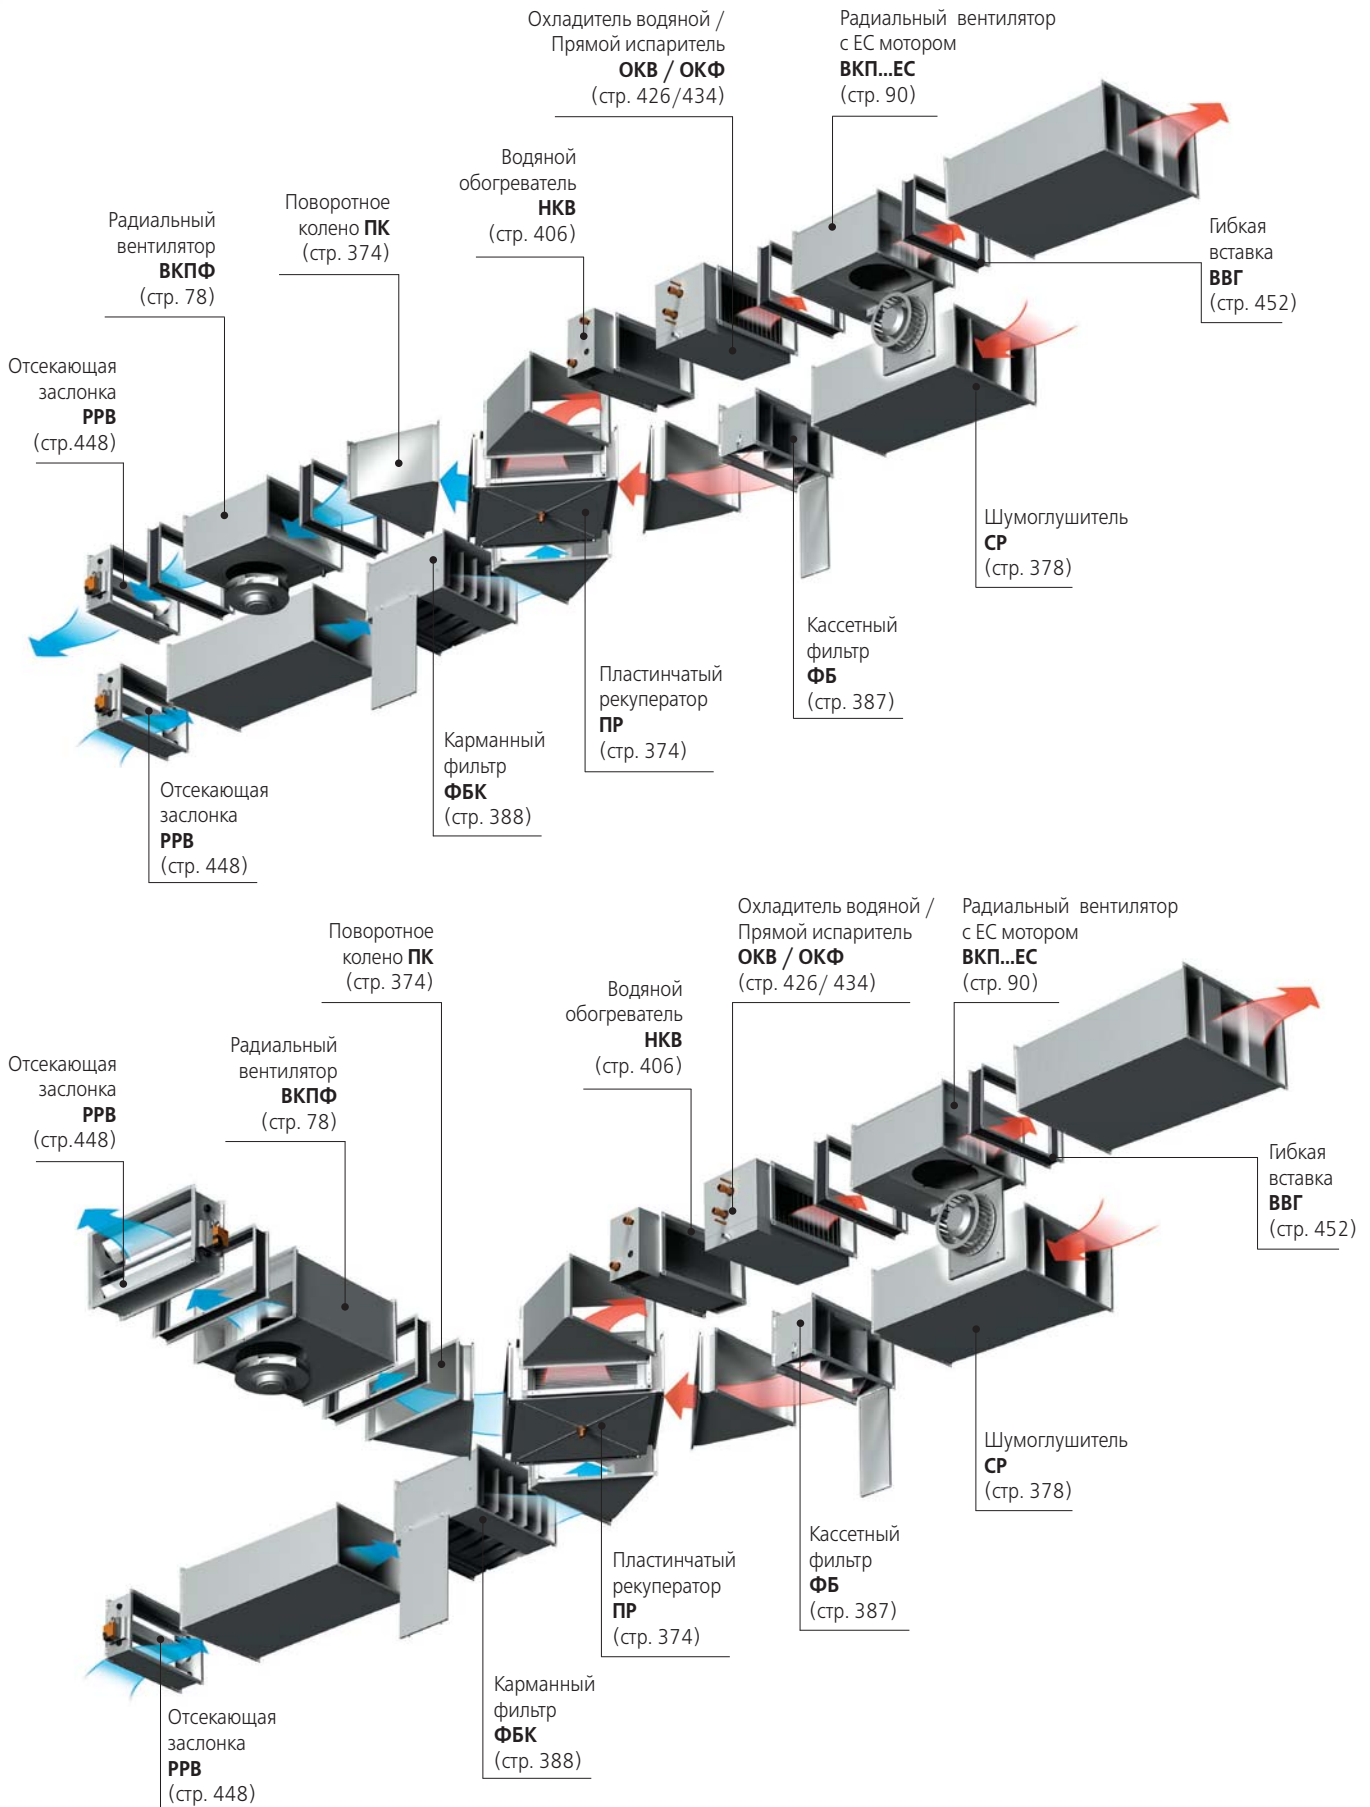 Охладитель водяной /
Прямой испаритель
ОКВ / ОКФ
(стр. 426/434)
Радиальный вентилятор
с ЕС мотором
ВКП...ЕС
(стр. 90)
Водяной
обогреватель
НКВ
(стр. 406)
Поворотное
колено ПК
(стр. 374)
Радиальный
вентилятор
ВКПФ
(стр. 78)
Гибкая
вставка
ВВГ
(стр. 452)
Отсекающая
заслонка
РРВ
(стр.448)
Шумоглушитель
СР
(стр. 378)
Кассетный
фильтр
ФБ
(стр. 387)
Пластинчатый
рекуператор
ПР
(стр. 374)
Карманный
фильтр
ФБК
(стр. 388)
Отсекающая
заслонка
РРВ
(стр. 448)
Охладитель водяной /
Прямой испаритель
ОКВ / ОКФ
(стр. 426/ 434)
Радиальный вентилятор
с ЕС мотором
ВКП...ЕС
(стр. 90)
Поворотное
колено ПК
(стр. 374)
Водяной
обогреватель
НКВ
(стр. 406)
Радиальный
вентилятор
ВКПФ
(стр. 78)
Отсекающая
заслонка
РРВ
(стр.448)
Гибкая
вставка
ВВГ
(стр. 452)
Шумоглушитель
СР
(стр. 378)
Кассетный
фильтр
ФБ
(стр. 387)
Пластинчатый
рекуператор
ПР
(стр. 374)
Карманный
фильтр
ФБК
(стр. 388)
Отсекающая
заслонка
РРВ
(стр. 448)